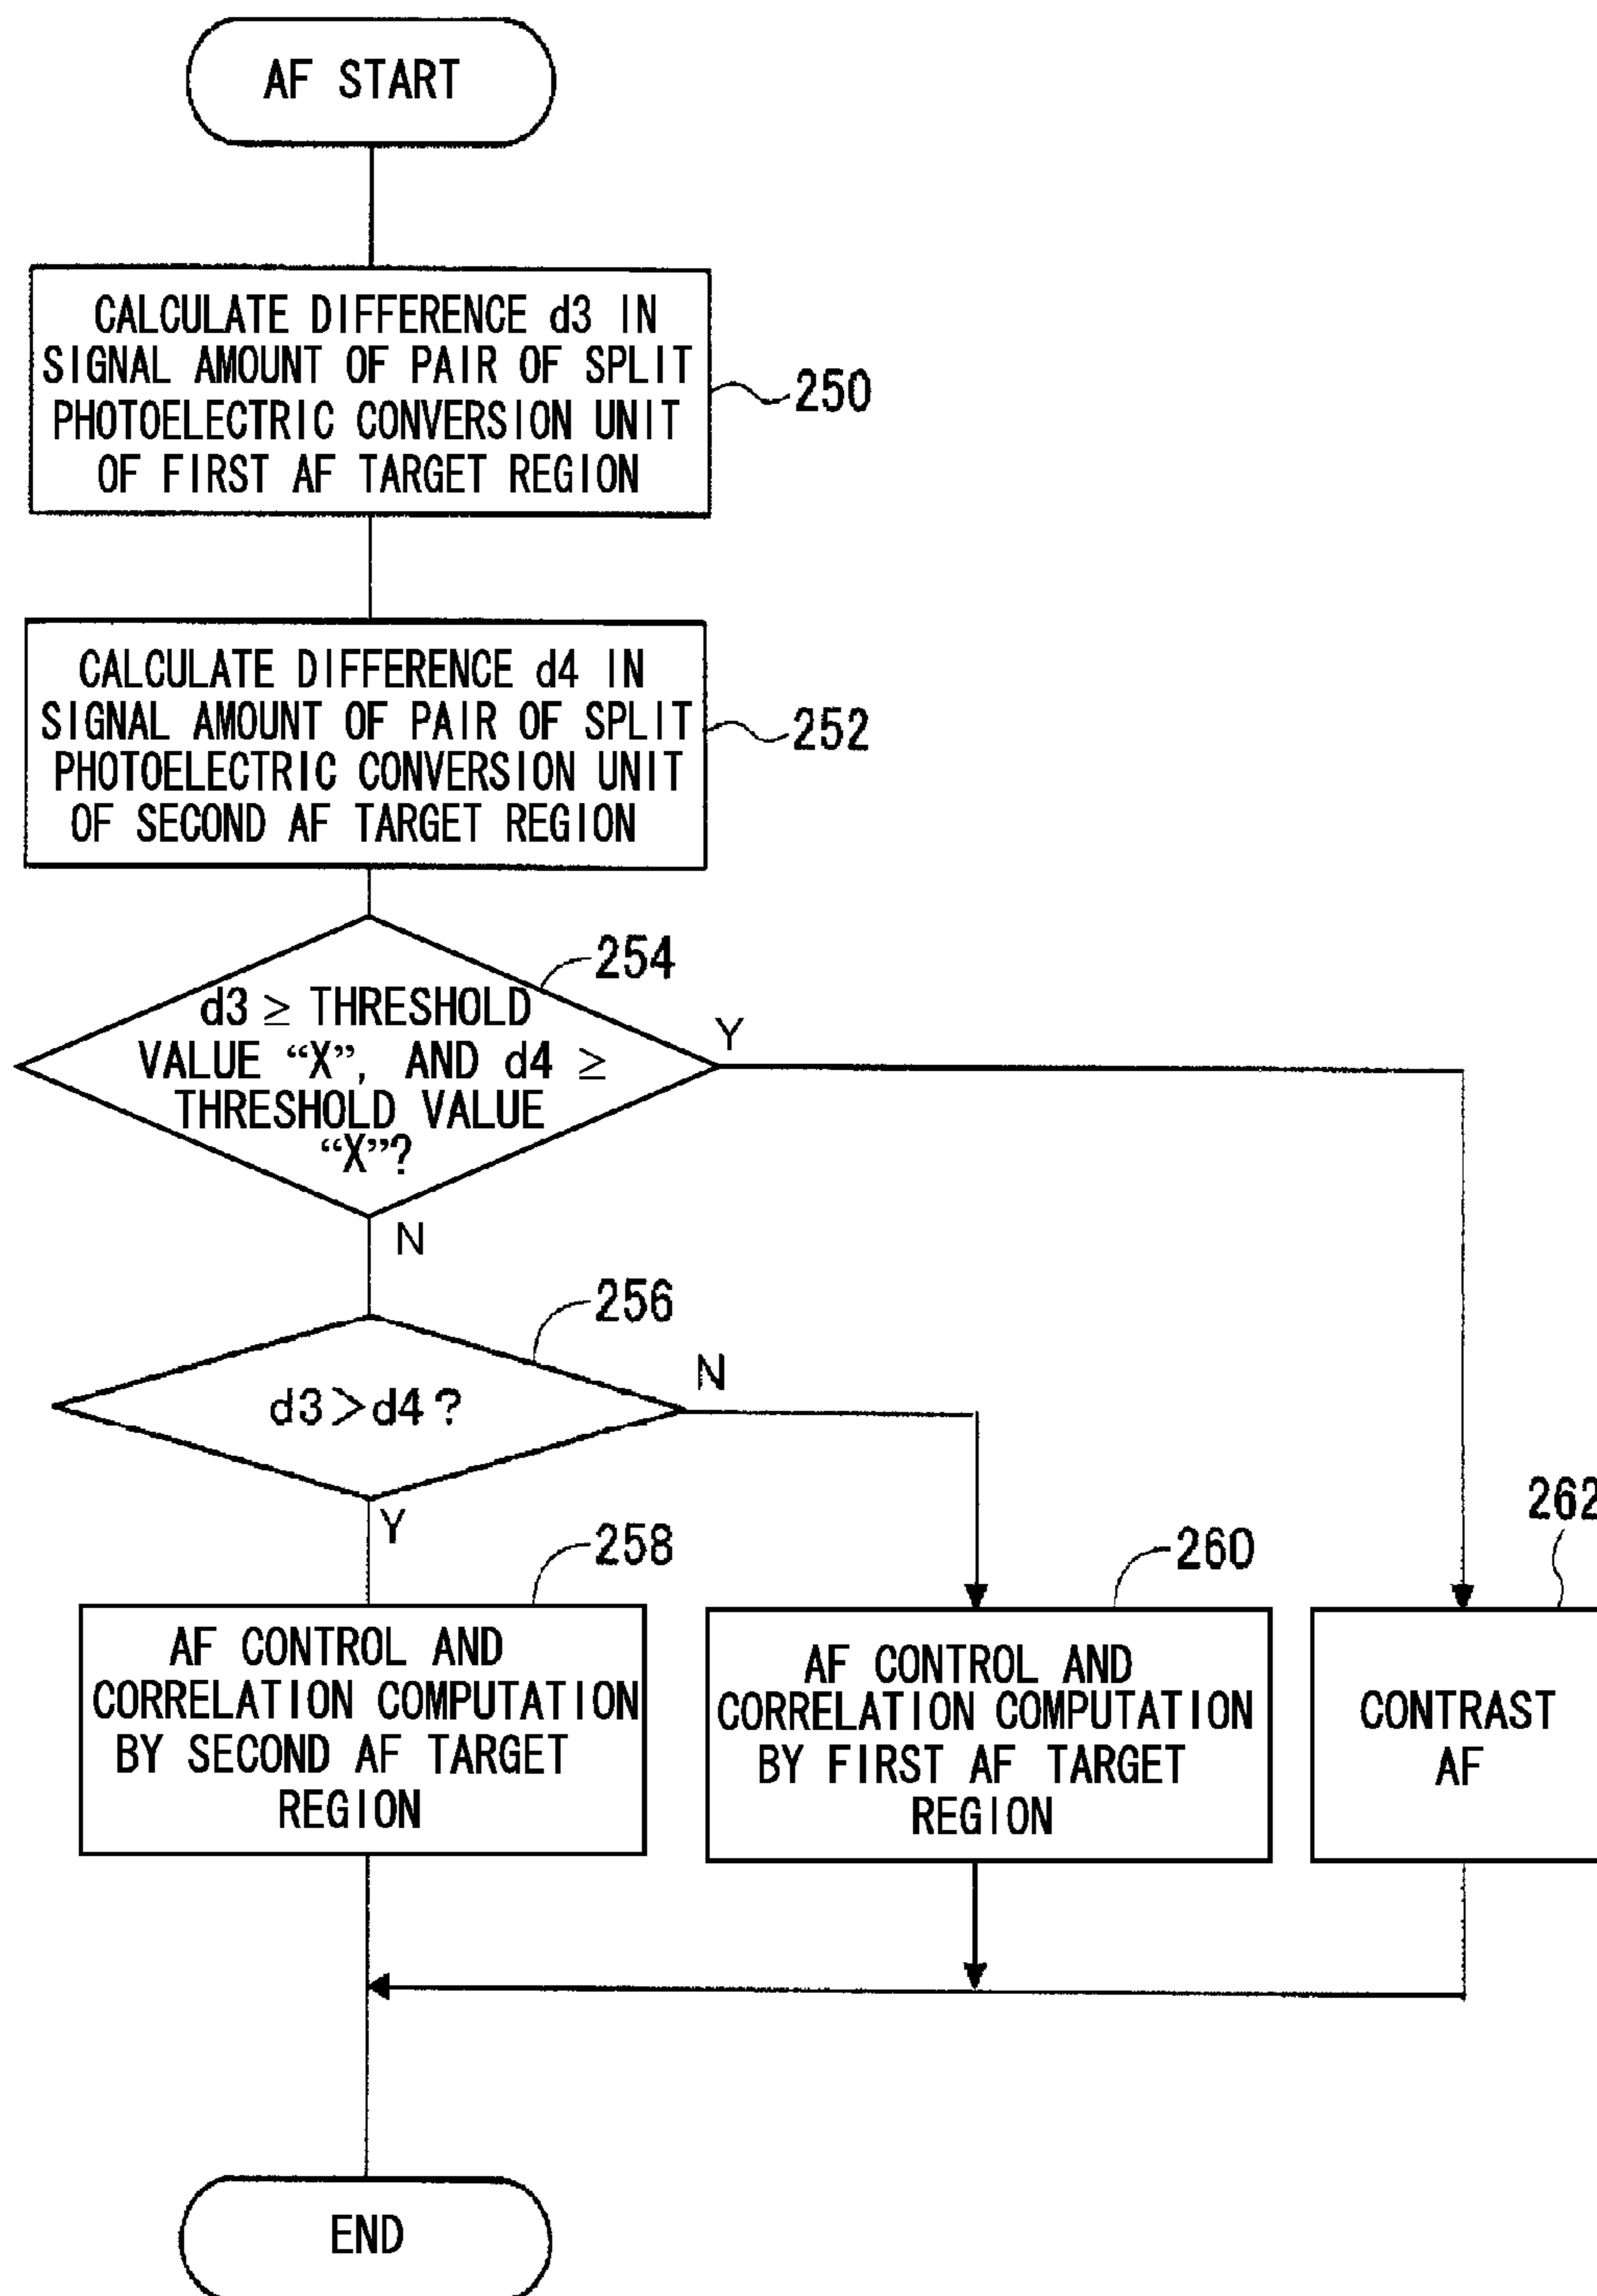 AF START
CALCULATE DIFFERENCE d3 IN
SIGNAL AMOUNT OF PAIR OF SPLIT
PHOTOELECTRIC CONVERSION UNIT
OF FIRST AF TARGET REGION
250
CALCULATE DIFFERENCE d4 IN
SIGNAL AMOUNT OF PAIR OF SPLIT
PHOTOELECTRIC CONVERSION UNIT
OF SECOND AF TARGET REGION
252
254
d3 ≥ THRESHOLD
VALUE “X”, AND d4 ≥
THRESHOLD VALUE
“X”?
Y
N
256
d3>d4?
N
Y
258
AF CONTROL AND
CORRELATION COMPUTATION
BY SECOND AF TARGET
REGION
260
AF CONTROL AND
CORRELATION COMPUTATION
BY FIRST AF TARGET
REGION
262
CONTRAST
AF
END